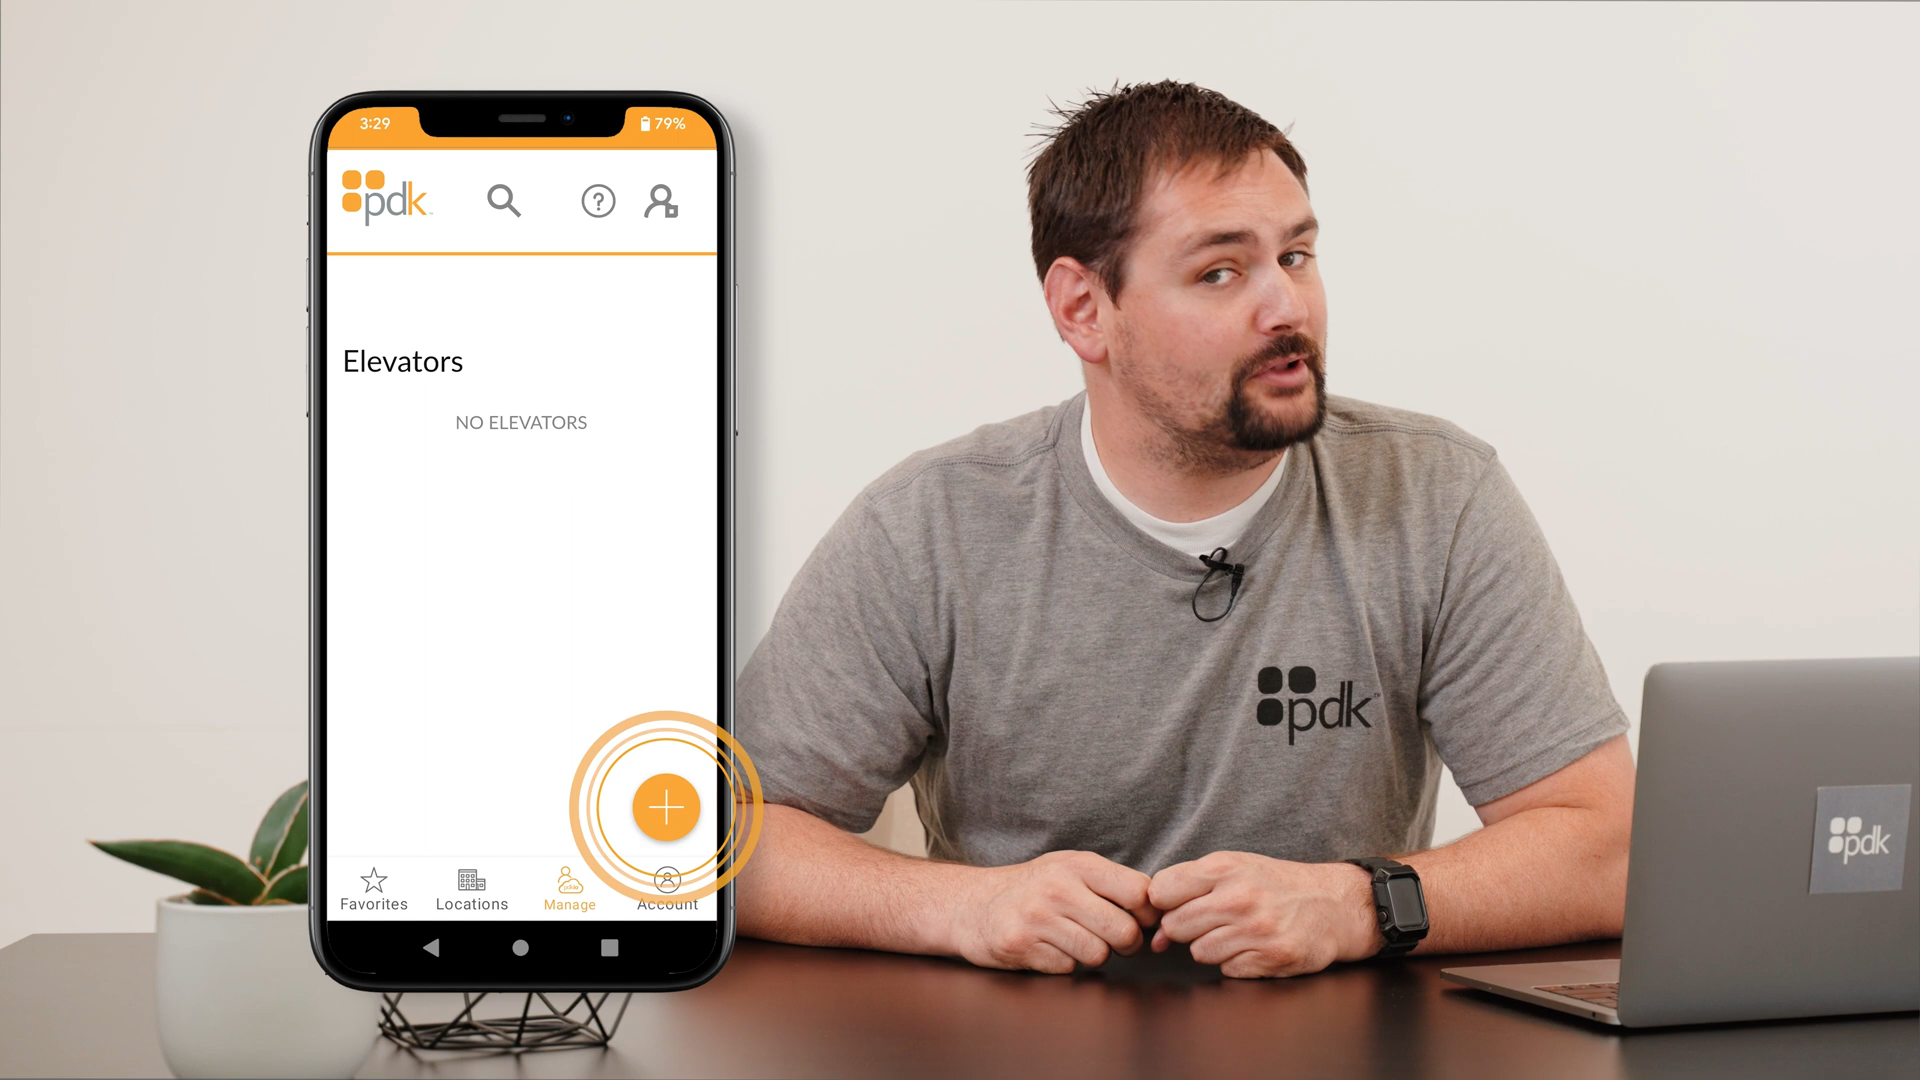 3:29
79%
pdk
Elevators
NO ELEVATORS
Favorites
Locations
Manage
Account
pdk
pdk